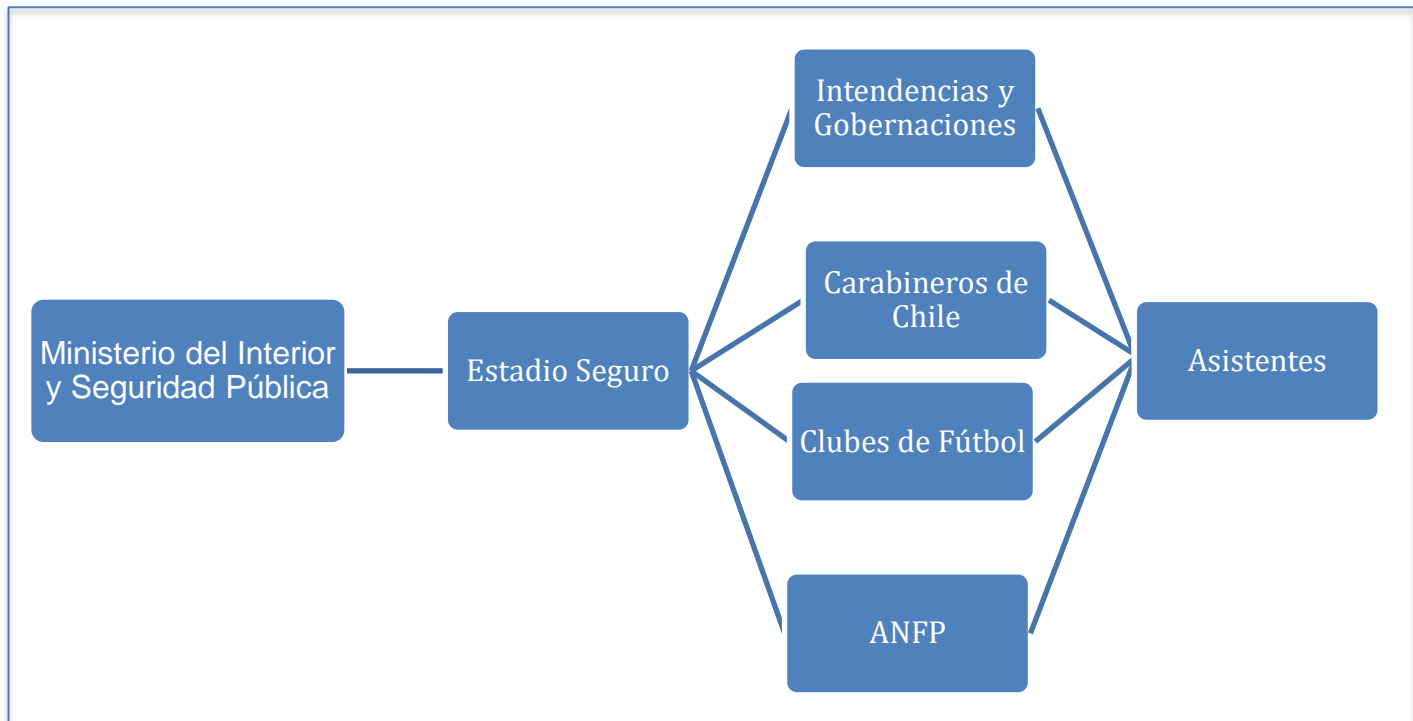 Ministerio del Interior
y Seguridad Pública
Estadio Seguro
Intendencias y
Gobernaciones
Carabineros de
Chile
Clubes de Fútbol
ANFP
Asistentes